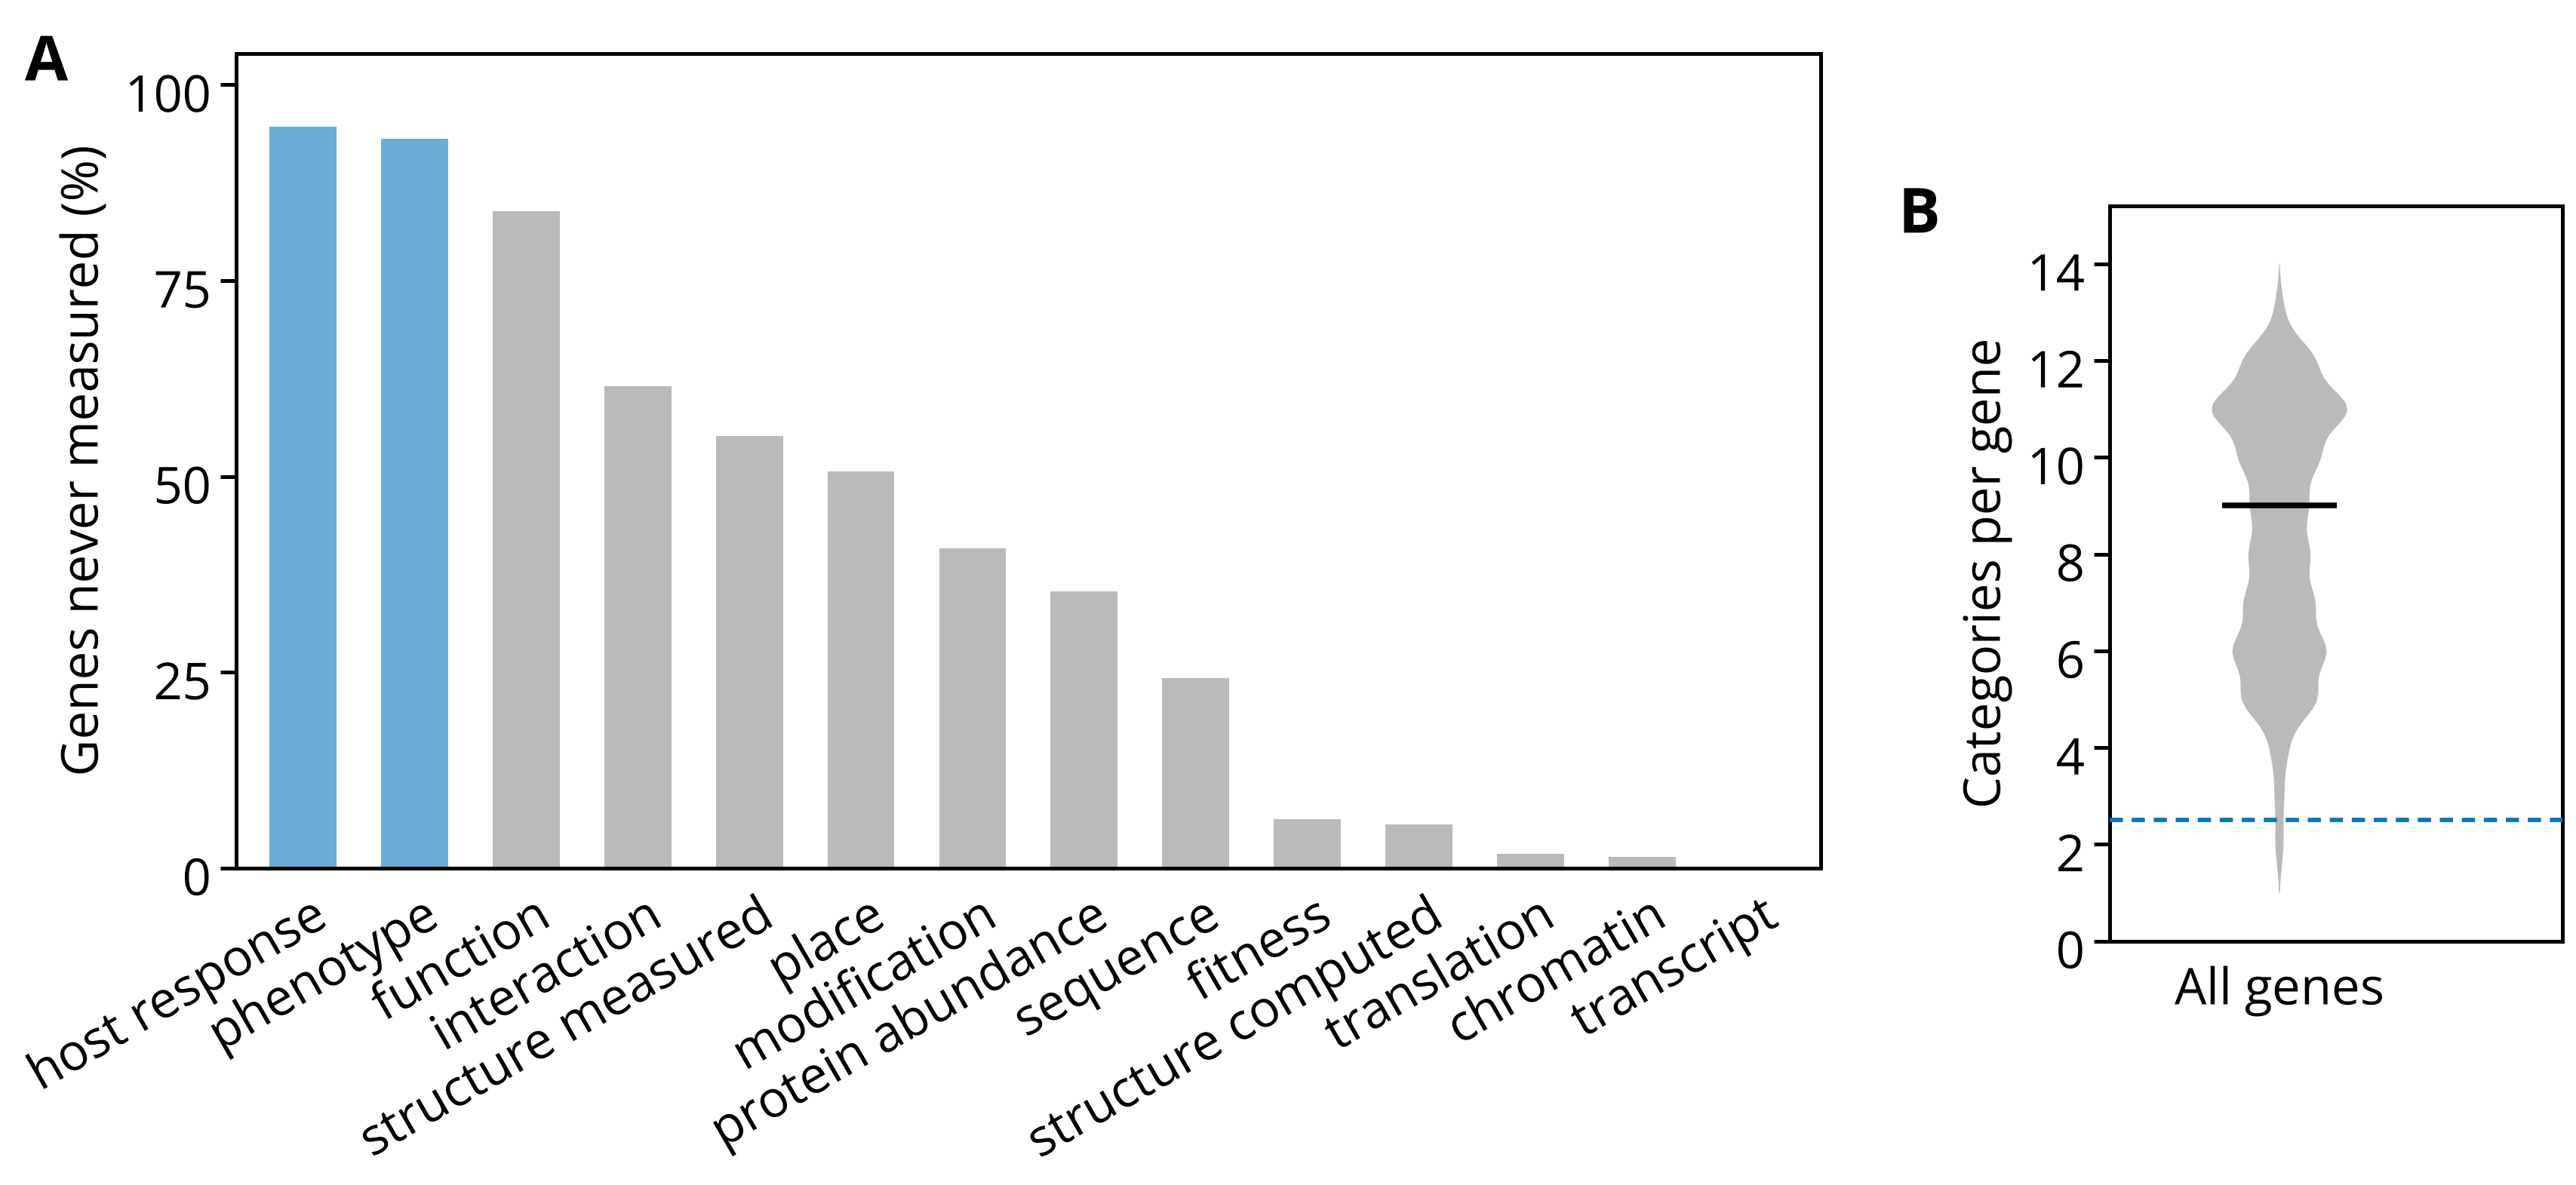 A
Genes never measured (%)
100
75
50
25
0
host response
phenotype
function
interaction
structure measured
place
modification
protein abundance
sequence
fitness
structure computed
translation
chromatin
transcript
B
Categories per gene
14
12
10
8
6
4
2
0
All genes